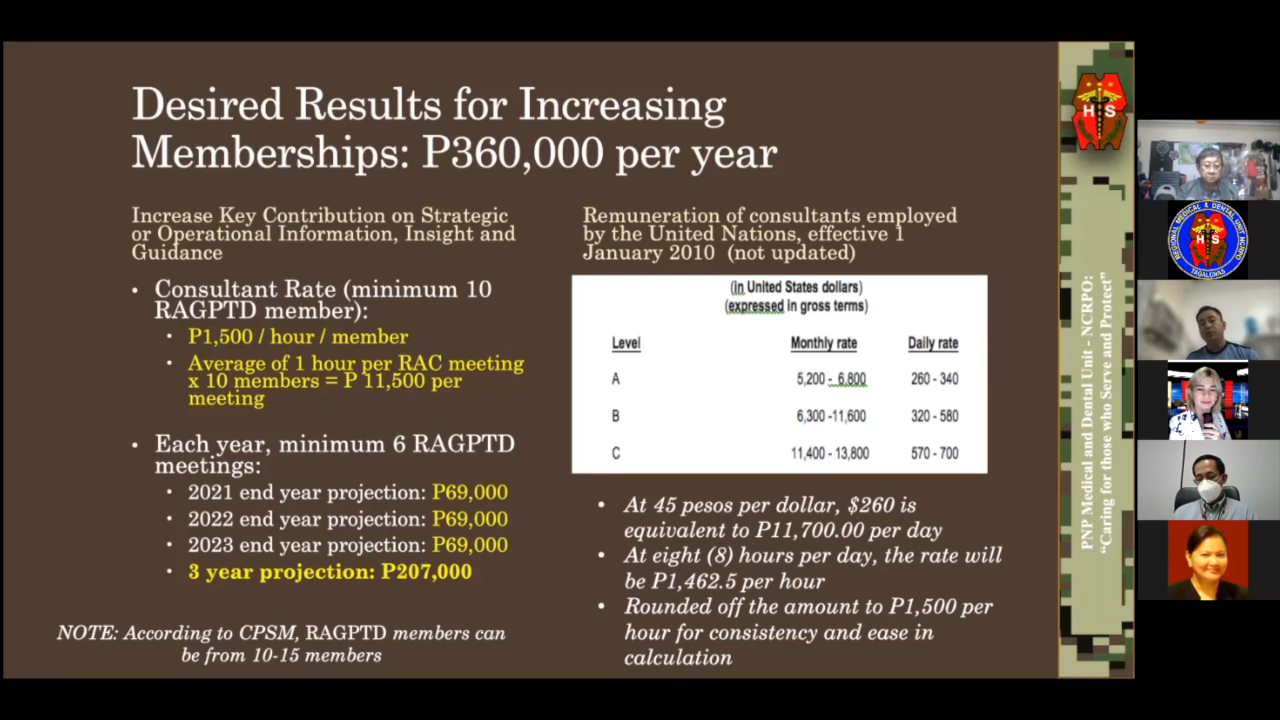 Desired Results for Increasing
Memberships: P360,000 per year
Increase Key Contribution on Strategic
or Operational Information, Insight and
Guidance
• Consultant Rate (minimum 10
RAGPTD member):
• P1,500 / hour / member
• Average of 1 hour per RAC meeting
x 10 members = P 11,500 per
meeting
• Each year, minimum 6 RAGPTD
meetings:
• 2021 end year projection: P69,000
• 2022 end year projection: P69,000
• 2023 end year projection: P69,000
• 3 year projection: P207,000
NOTE: According to CPSM, RAGPTD members can
be from 10-15 members
Remuneration of consultants employed
by the United Nations, effective 1
January 2010 (not updated)
(in United States dollars)
(expressed in gross terms)
Level Monthly rate Daily rate
A 5,200 - 6.800 260 - 340
B 6,300 -11,600 320 - 580
C 11,400 - 13,800 570 - 700
• At 45 pesos per dollar, $260 is
equivalent to P11,700.00 per day
• At eight (8) hours per day, the rate will
be P1,462.5 per hour
• Rounded off the amount to P1,500 per
hour for consistency and ease in
calculation
H S
PNP Medical and Dental Unit - NCRPO:
“Caring for those who Serve and Protect”
REGIONAL MEDICAL & DENTAL UNIT NCRPO
H S
TAGALUNAS